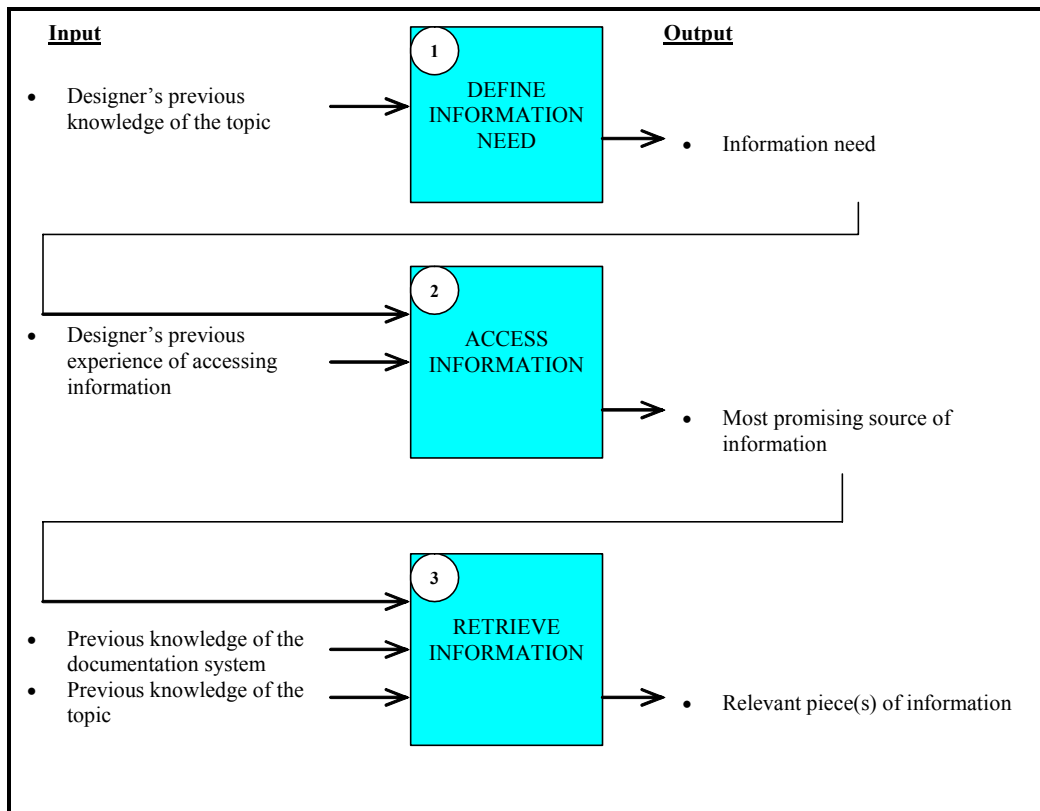 Input
Output
1
• Designer’s previous
knowledge of the topic
DEFINE
INFORMATION
NEED
• Information need
2
• Designer’s previous
experience of accessing
information
ACCESS
INFORMATION
• Most promising source of
information
3
• Previous knowledge of the
documentation system
• Previous knowledge of the
topic
RETRIEVE
INFORMATION
• Relevant piece(s) of information